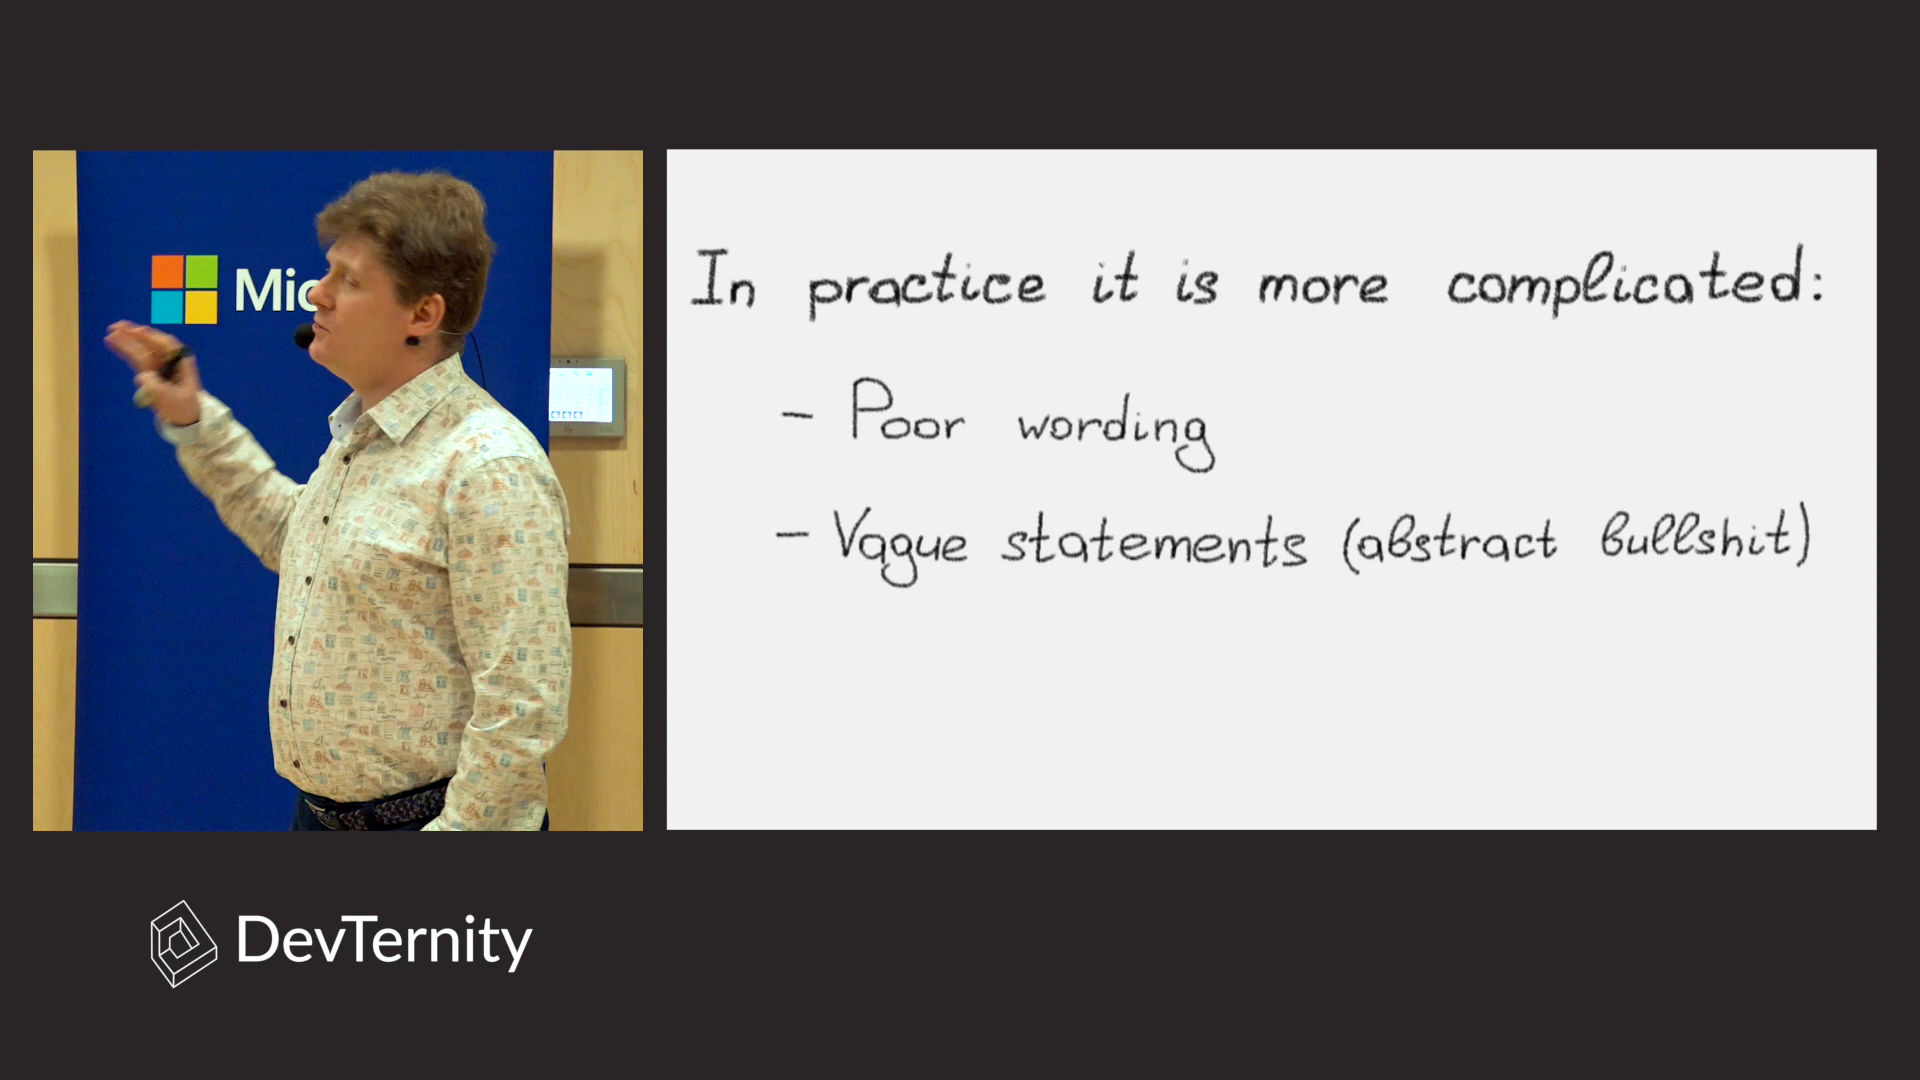 Mic
In practice it is more complicated:
- Poor wording
- Vague statements (abstract bullshit)
DevTernity